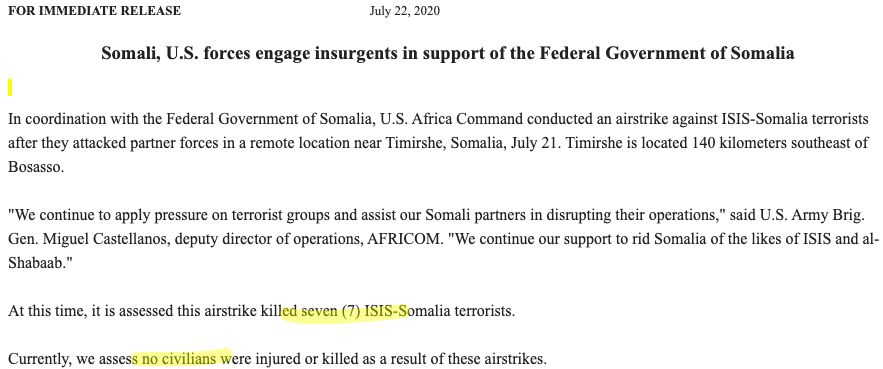 FOR IMMEDIATE RELEASE July 22, 2020
Somali, U.S. forces engage insurgents in support of the Federal Government of Somalia
In coordination with the Federal Government of Somalia, U.S. Africa Command conducted an airstrike against ISIS-Somalia terrorists
after they attacked partner forces in a remote location near Timirshe, Somalia, July 21. Timirshe is located 140 kilometers southeast of
Bosasso.
"We continue to apply pressure on terrorist groups and assist our Somali partners in disrupting their operations," said U.S. Army Brig.
Gen. Miguel Castellanos, deputy director of operations, AFRICOM. "We continue our support to rid Somalia of the likes of ISIS and al-
Shabaab."
At this time, it is assessed this airstrike killed seven (7) ISIS-Somalia terrorists.
Currently, we assess no civilians were injured or killed as a result of these airstrikes.